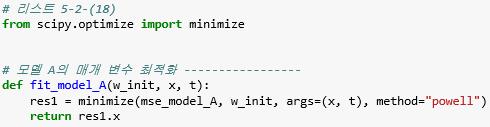 # 리스트 5-2-(18)
from scipy.optimize import minimize
# 모델 A의 매개 변수 최적화 -----------------
def fit_model_A(w_init, x, t):
    res1 = minimize(mse_model_A, w_init, args=(x, t), method="powell")
    return res1.x